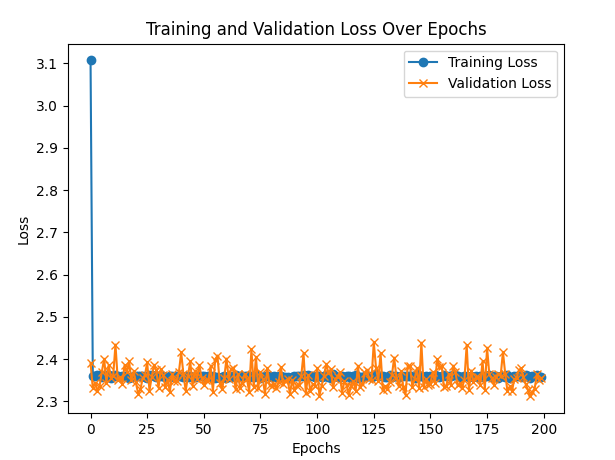 Training and Validation Loss Over Epochs
Training Loss
Validation Loss
Loss
3.1
3.0
2.9
2.8
2.7
2.6
2.5
2.4
2.3
0 25 50 75 100 125 150 175 200
Epochs